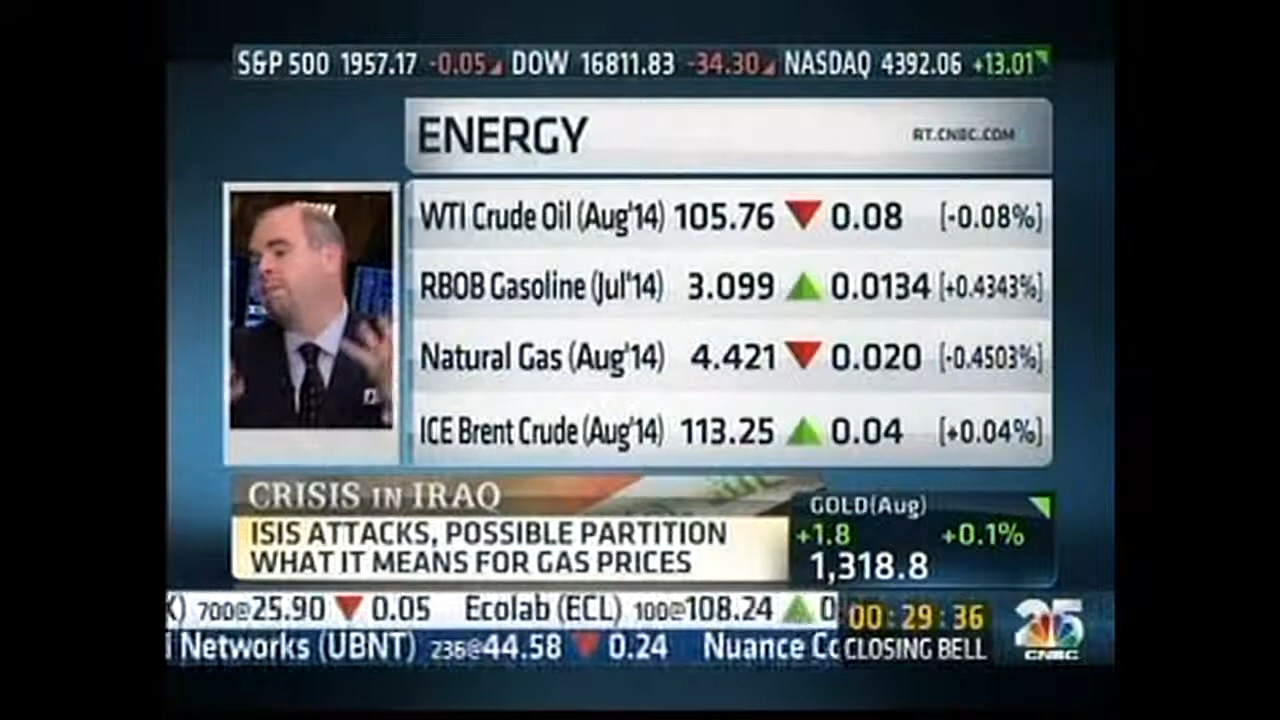 S&P 500 1957.17 -0.05 DOW 16811.83 -34.30 NASDAQ 4392.06 +13.01
ENERGY RT.CNBC.COM
WTI Crude Oil (Aug'14) 105.76 ▼ 0.08 [-0.08%]
RBOB Gasoline (Jul'14) 3.099 ▲ 0.0134 [+0.4343%]
Natural Gas (Aug'14) 4.421 ▼ 0.020 [-0.4503%]
ICE Brent Crude (Aug'14) 113.25 ▲ 0.04 [+0.04%]
CRISIS IN IRAQ
ISIS ATTACKS, POSSIBLE PARTITION
WHAT IT MEANS FOR GAS PRICES
GOLD(Aug)
+1.8 +0.1%
1,318.8
) 700@25.90 ▼ 0.05 Ecolab (ECL) 100@108.24 ▲ 0
Networks (UBNT) 236@44.58 ▼ 0.24 Nuance Co
00:29:36
CLOSING BELL
25
CNBC